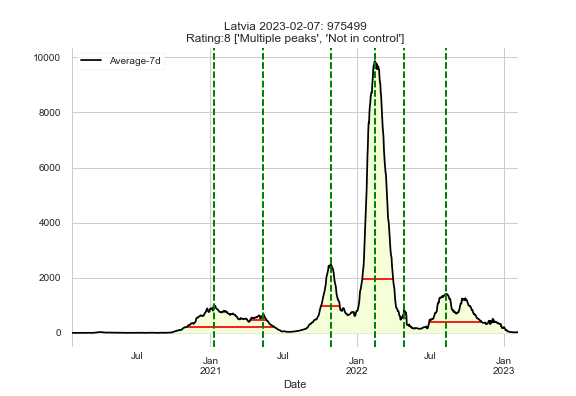 Latvia 2023-02-07: 975499
Rating:8 ['Multiple peaks', 'Not in control']
Average-7d
10000
8000
6000
4000
2000
0
Jul
Jan
2021
Jul
Jan
2022
Jul
Jan
2023
Date